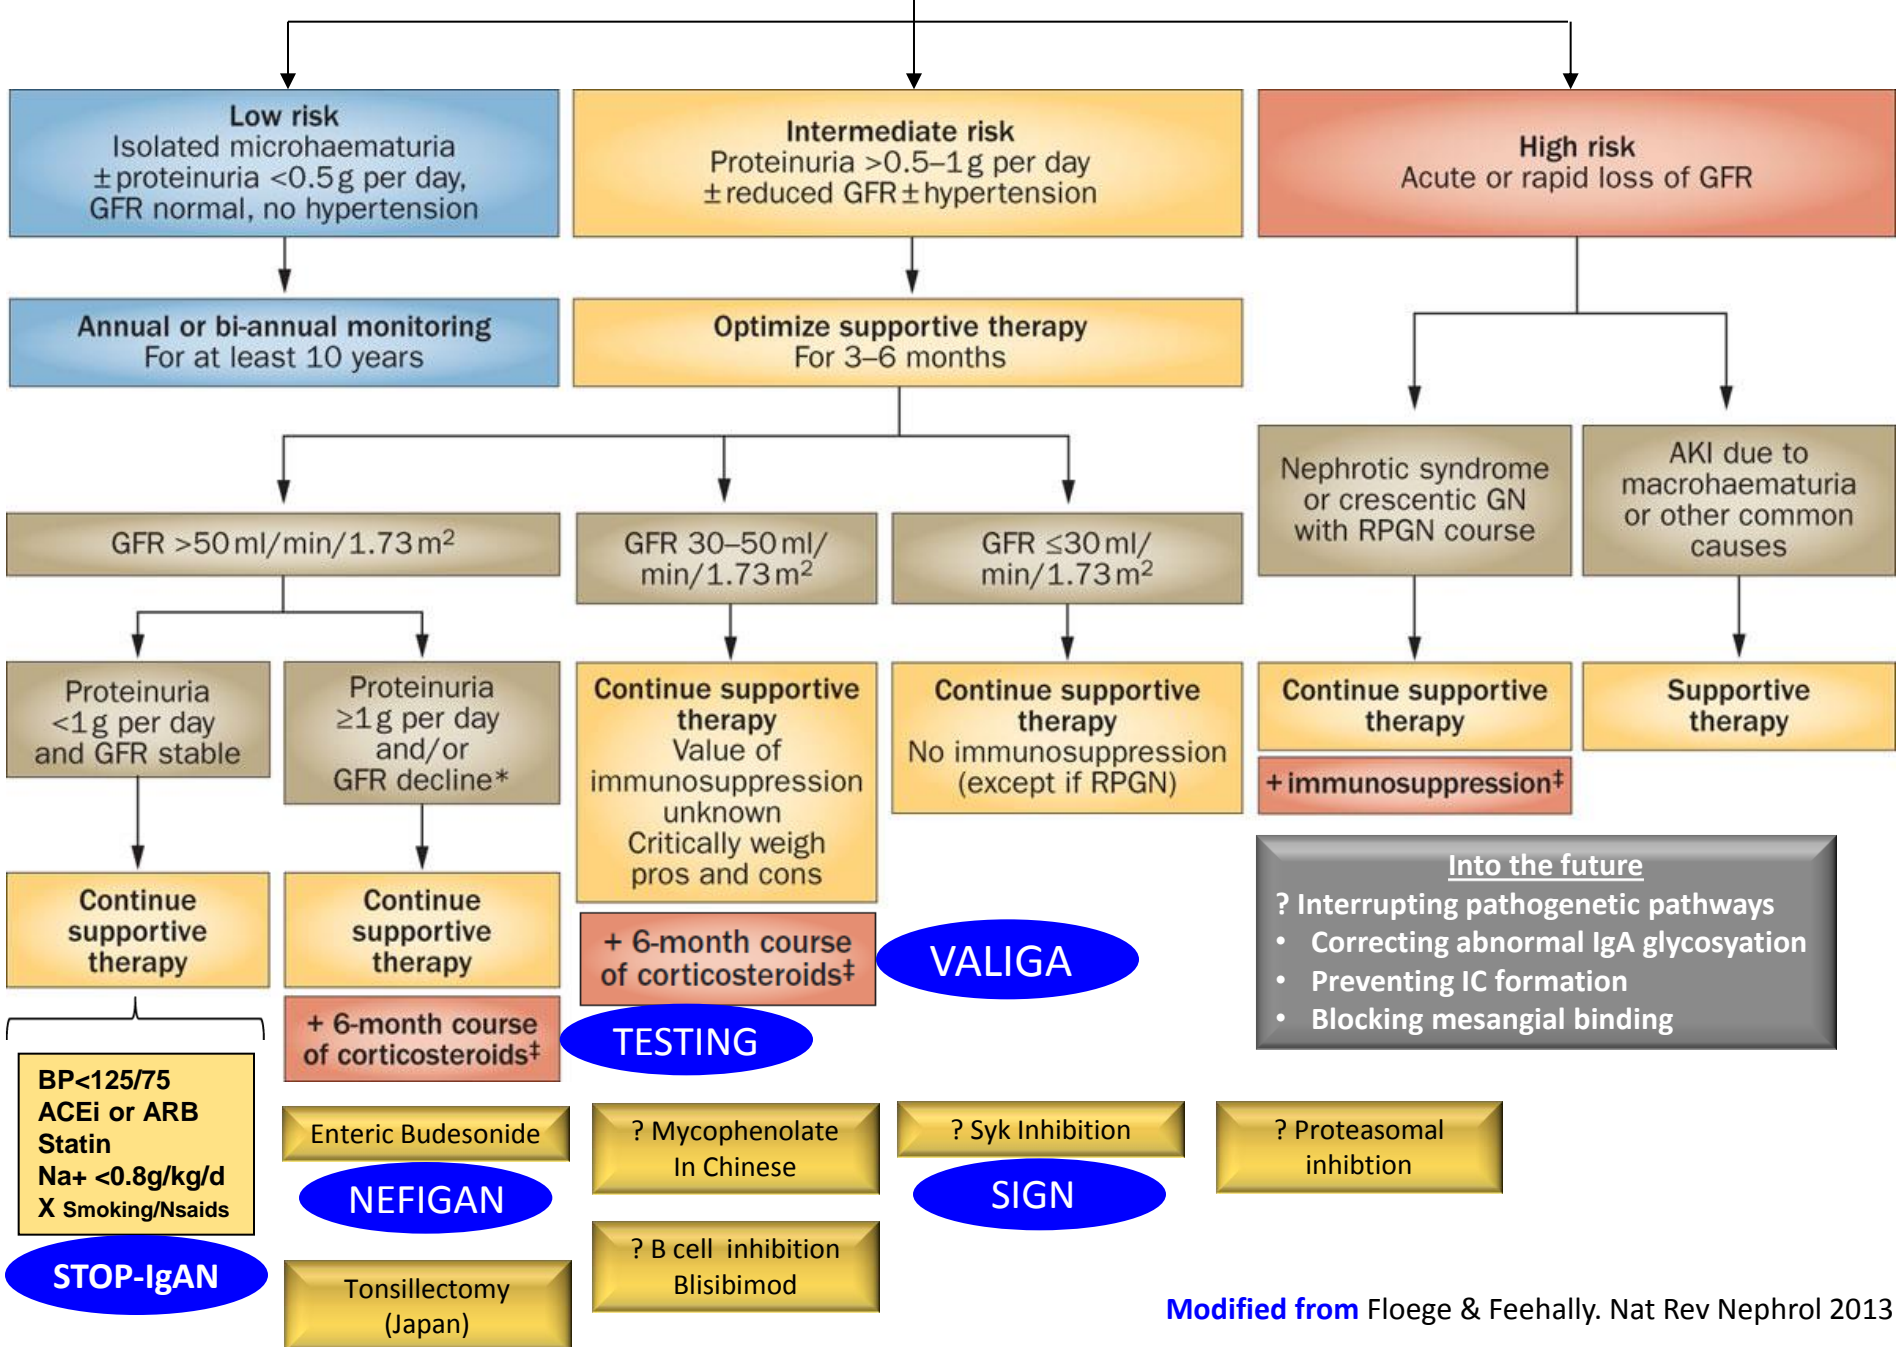 Low risk
Isolated microhaematuria
± proteinuria <0.5 g per day,
GFR normal, no hypertension
Intermediate risk
Proteinuria >0.5–1 g per day
± reduced GFR ± hypertension
High risk
Acute or rapid loss of GFR
Annual or bi-annual monitoring
For at least 10 years
Optimize supportive therapy
For 3–6 months
GFR >50 ml/min/1.73 m²
GFR 30–50 ml/
min/1.73 m²
GFR ≤30 ml/
min/1.73 m²
Nephrotic syndrome
or crescentic GN
with RPGN course
AKI due to
macrohaematuria
or other common
causes
Proteinuria
<1 g per day
and GFR stable
Proteinuria
≥1 g per day
and/or
GFR decline*
Continue supportive
therapy
Value of
immunosuppression
unknown
Critically weigh
pros and cons
Continue supportive
therapy
No immunosuppression
(except if RPGN)
Continue supportive
therapy
+ immunosuppression‡
Supportive
therapy
Continue
supportive
therapy
Continue
supportive
therapy
+ 6-month course
of corticosteroids‡
VALIGA
+ 6-month course
of corticosteroids‡
TESTING
Into the future
? Interrupting pathogenetic pathways
• Correcting abnormal IgA glycosyation
• Preventing IC formation
• Blocking mesangial binding
BP<125/75
ACEi or ARB
Statin
Na+ <0.8g/kg/d
X Smoking/Nsaids
STOP-IgAN
Enteric Budesonide
NEFIGAN
Tonsillectomy
(Japan)
? Mycophenolate
In Chinese
? B cell inhibition
Blisibimod
? Syk Inhibition
SIGN
? Proteasomal
inhibtion
Modified from Floege & Feehally. Nat Rev Nephrol 2013